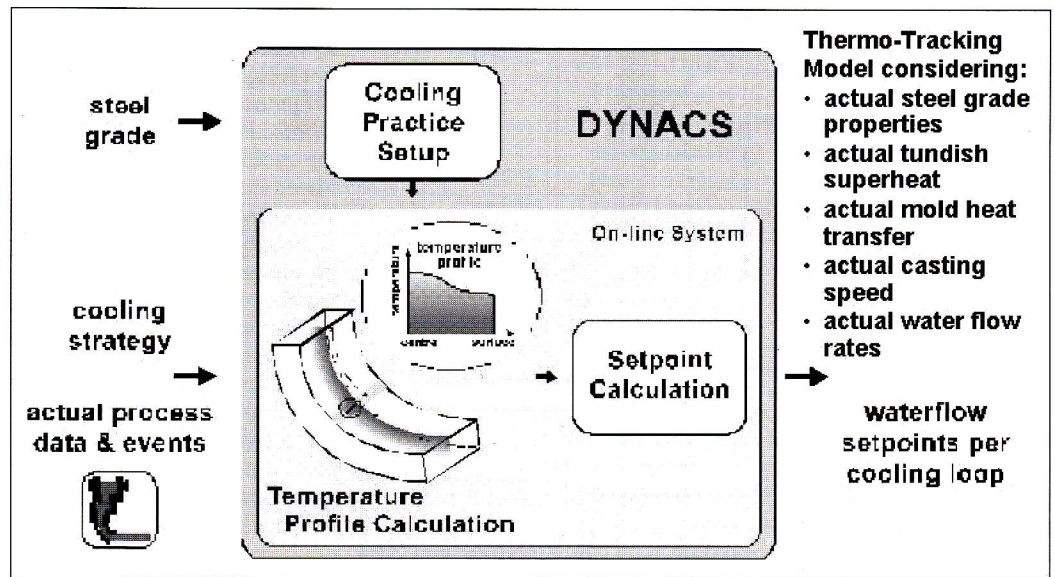 steel
grade
Cooling
Practice
Setup
DYNACS
On-line System
temperature
profile
surface
Temperature
Profile Calculation
Setpoint
Calculation
cooling
strategy
actual process
data & events
Thermo-Tracking
Model considering:
• actual steel grade
properties
• actual tundish
superheat
• actual mold heat
transfer
• actual casting
speed
• actual water flow
rates
waterflow
setpoints per
cooling loop